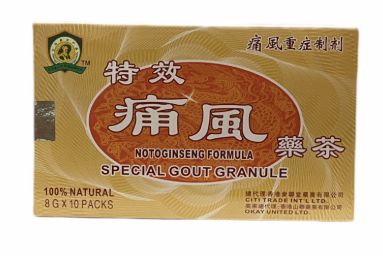 TM
痛風重症制剂
特效
痛風
藥茶
NOTOGINSENG FORMULA
SPECIAL GOUT GRANULE
100% NATURAL
8 G X 10 PACKS
CITI TRADE INT'L LTD.
OKAY UNITED LTD.